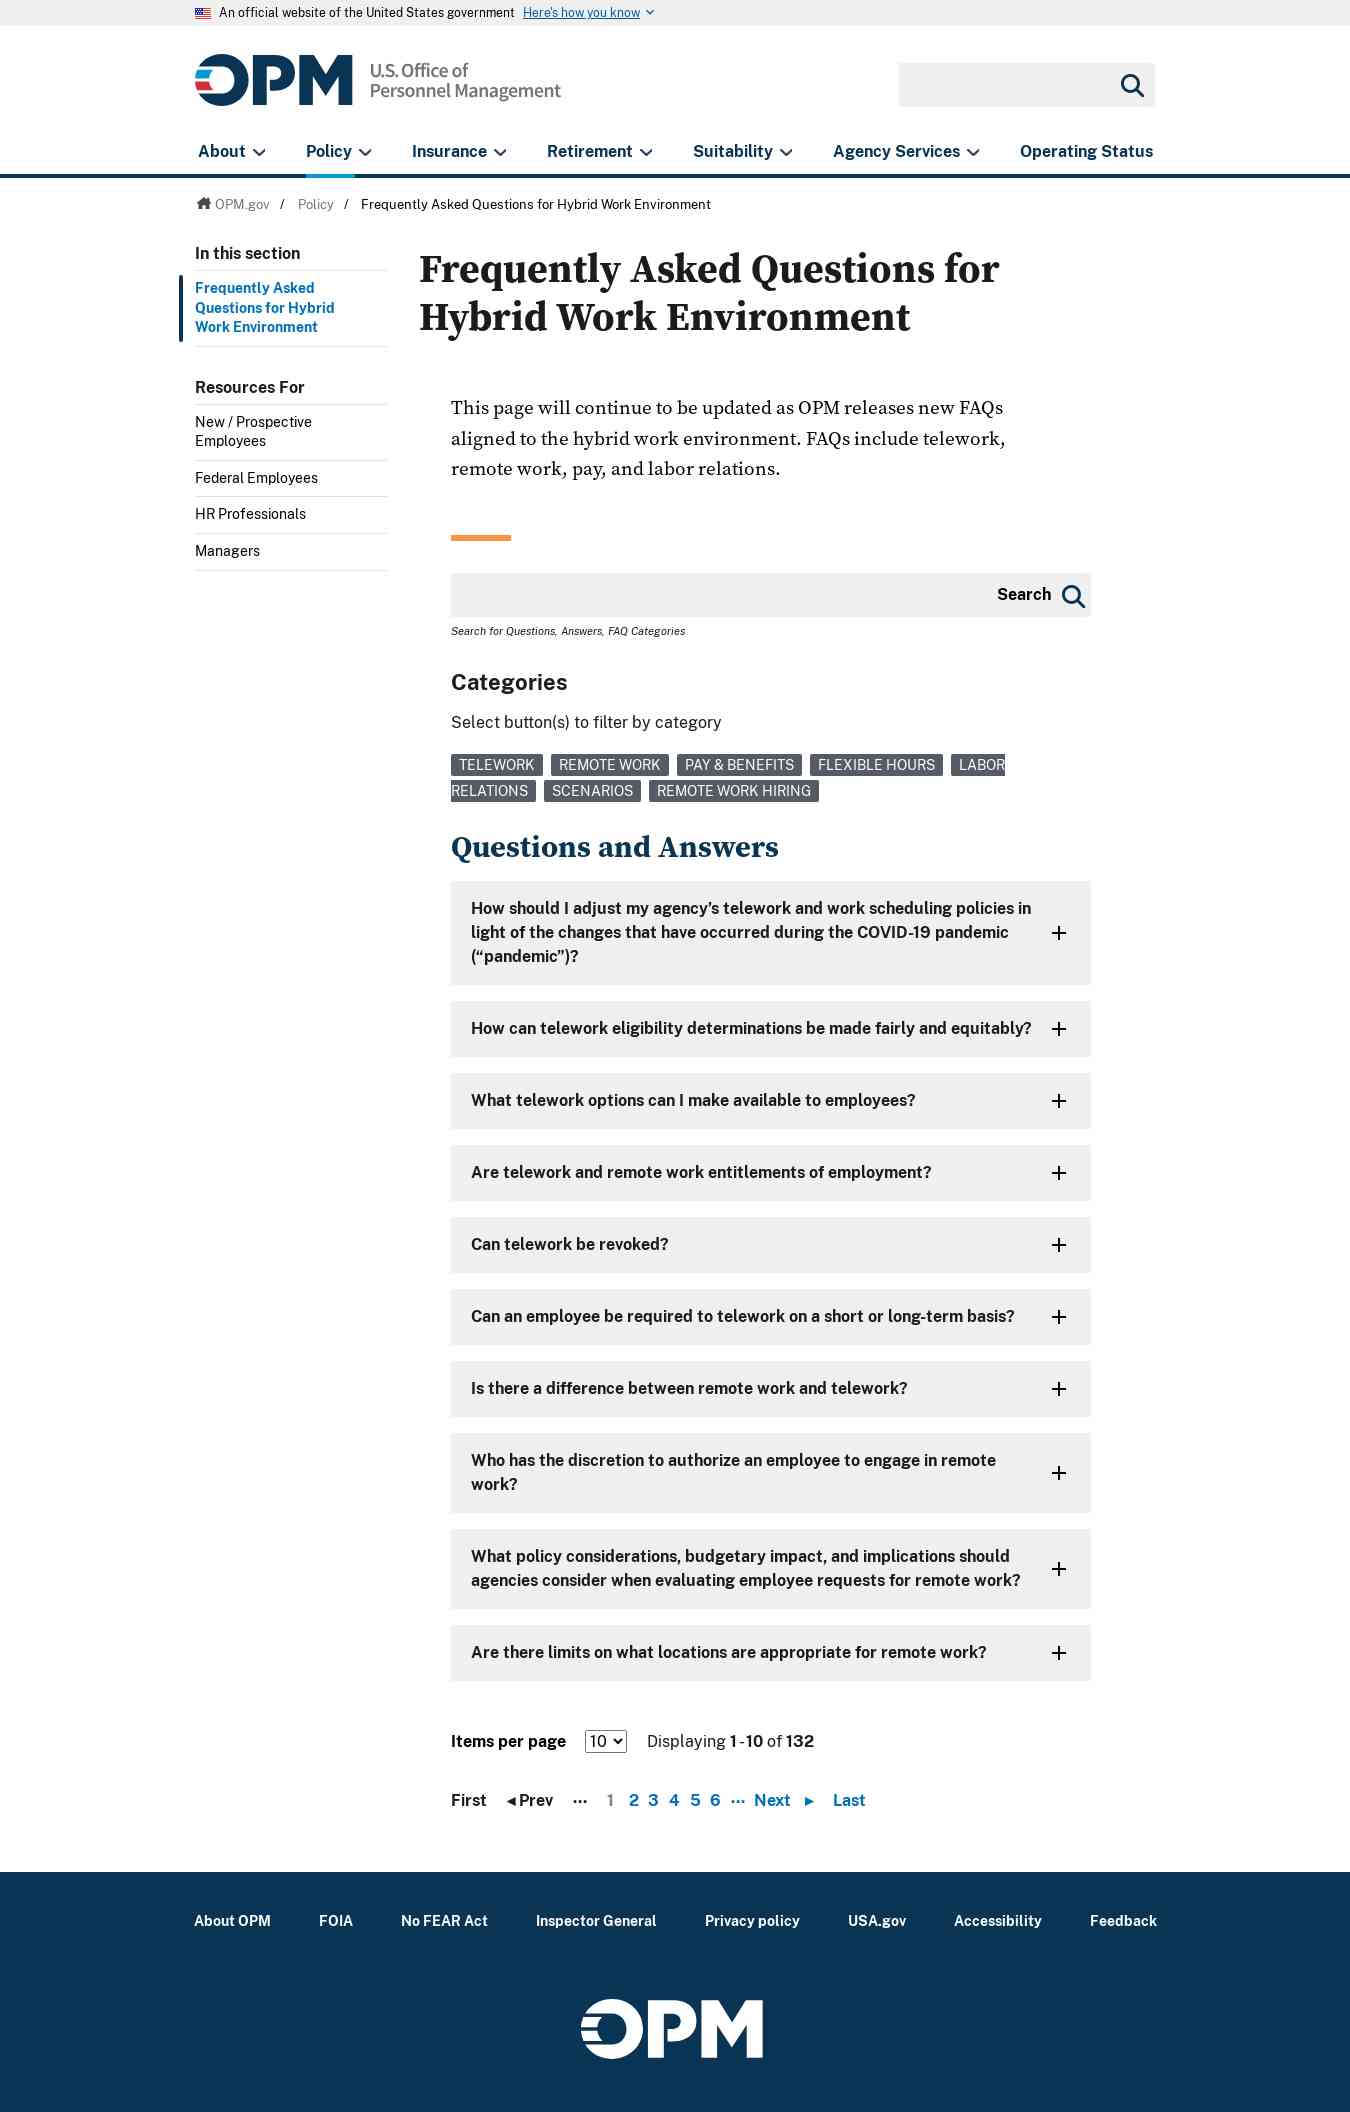 An official website of the United States government Here's how you know
OPM U.S. Office of
Personnel Management
About Policy Insurance Retirement Suitability Agency Services Operating Status
OPM.gov / Policy / Frequently Asked Questions for Hybrid Work Environment
In this section
Frequently Asked
Questions for Hybrid
Work Environment
Resources For
New / Prospective
Employees
Federal Employees
HR Professionals
Managers
Frequently Asked Questions for
Hybrid Work Environment
This page will continue to be updated as OPM releases new FAQs
aligned to the hybrid work environment. FAQs include telework,
remote work, pay, and labor relations.
Search
Search for Questions, Answers, FAQ Categories
Categories
Select button(s) to filter by category
TELEWORK REMOTE WORK PAY & BENEFITS FLEXIBLE HOURS LABOR
RELATIONS SCENARIOS REMOTE WORK HIRING
Questions and Answers
How should I adjust my agency’s telework and work scheduling policies in
light of the changes that have occurred during the COVID-19 pandemic
(“pandemic”)?
How can telework eligibility determinations be made fairly and equitably?
What telework options can I make available to employees?
Are telework and remote work entitlements of employment?
Can telework be revoked?
Can an employee be required to telework on a short or long-term basis?
Is there a difference between remote work and telework?
Who has the discretion to authorize an employee to engage in remote
work?
What policy considerations, budgetary impact, and implications should
agencies consider when evaluating employee requests for remote work?
Are there limits on what locations are appropriate for remote work?
Items per page 10 Displaying 1 - 10 of 132
First ◂ Prev ··· 1 2 3 4 5 6 ··· Next ▸ Last
About OPM FOIA No FEAR Act Inspector General Privacy policy USA.gov Accessibility Feedback
OPM